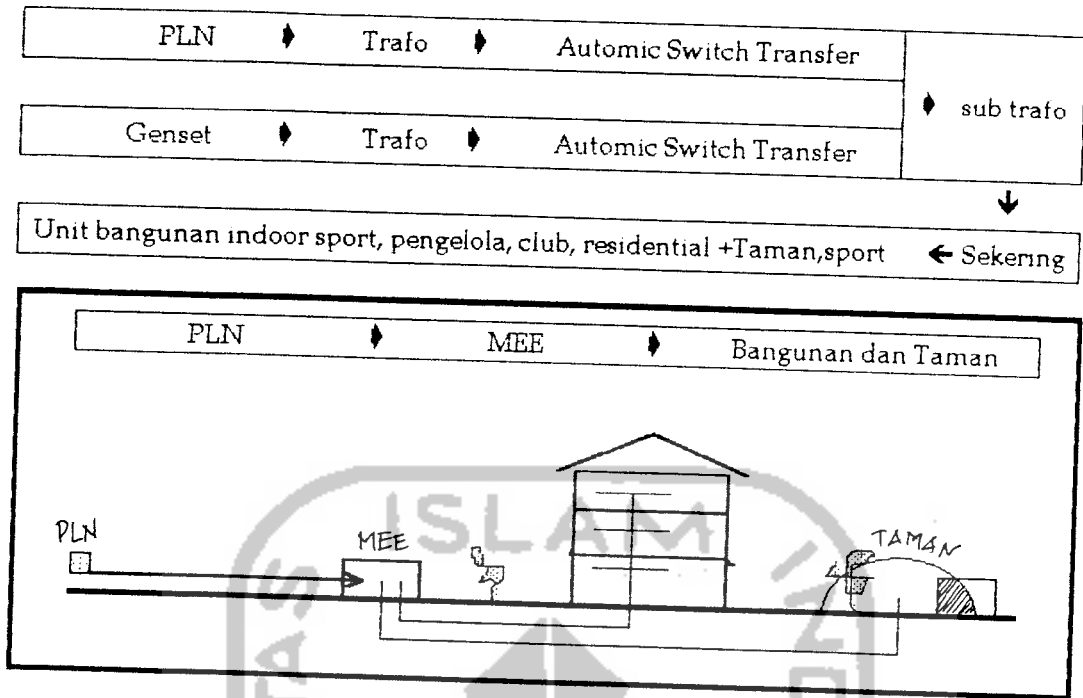 PLN Trafo Automic Switch Transfer
sub trafo
Genset Trafo Automic Switch Transfer
Unit bangunan indoor sport, pengelola, club, residential +Taman,sport Sekering
PLN MEE Bangunan dan Taman
PLN
MEE
TAMAN
ISLAM